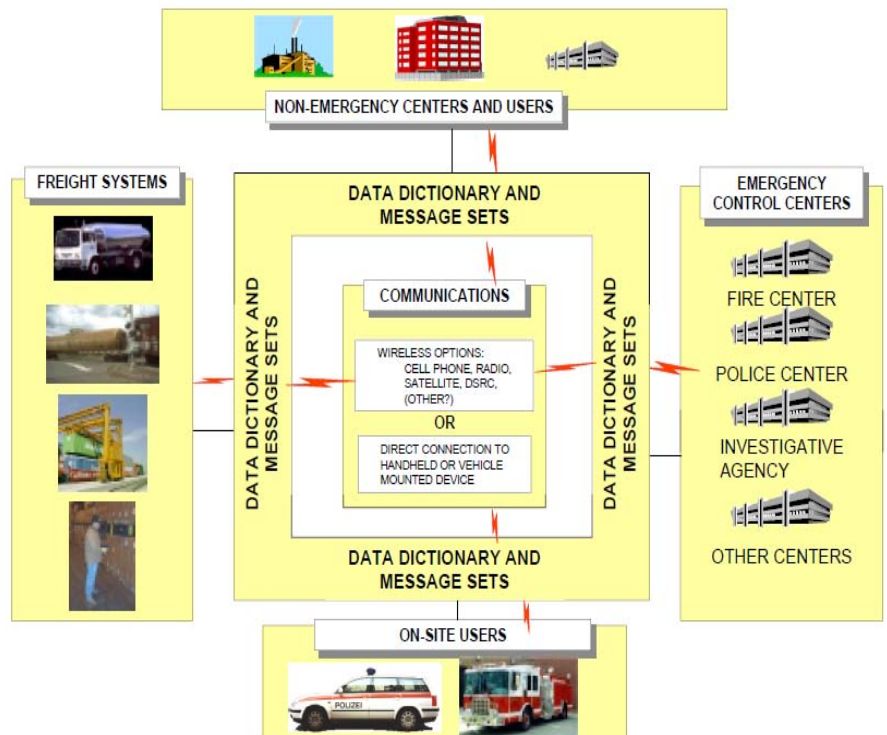 NON-EMERGENCY CENTERS AND USERS
FREIGHT SYSTEMS
DATA DICTIONARY AND
MESSAGE SETS
EMERGENCY
CONTROL CENTERS
DATA DICTIONARY AND
MESSAGE SETS
COMMUNICATIONS
WIRELESS OPTIONS:
CELL PHONE, RADIO,
SATELLITE, DSRC,
(OTHER?)
OR
DIRECT CONNECTION TO
HANDHELD OR VEHICLE
MOUNTED DEVICE
DATA DICTIONARY AND
MESSAGE SETS
FIRE CENTER
POLICE CENTER
INVESTIGATIVE
AGENCY
OTHER CENTERS
DATA DICTIONARY AND
MESSAGE SETS
ON-SITE USERS
POLIZEI